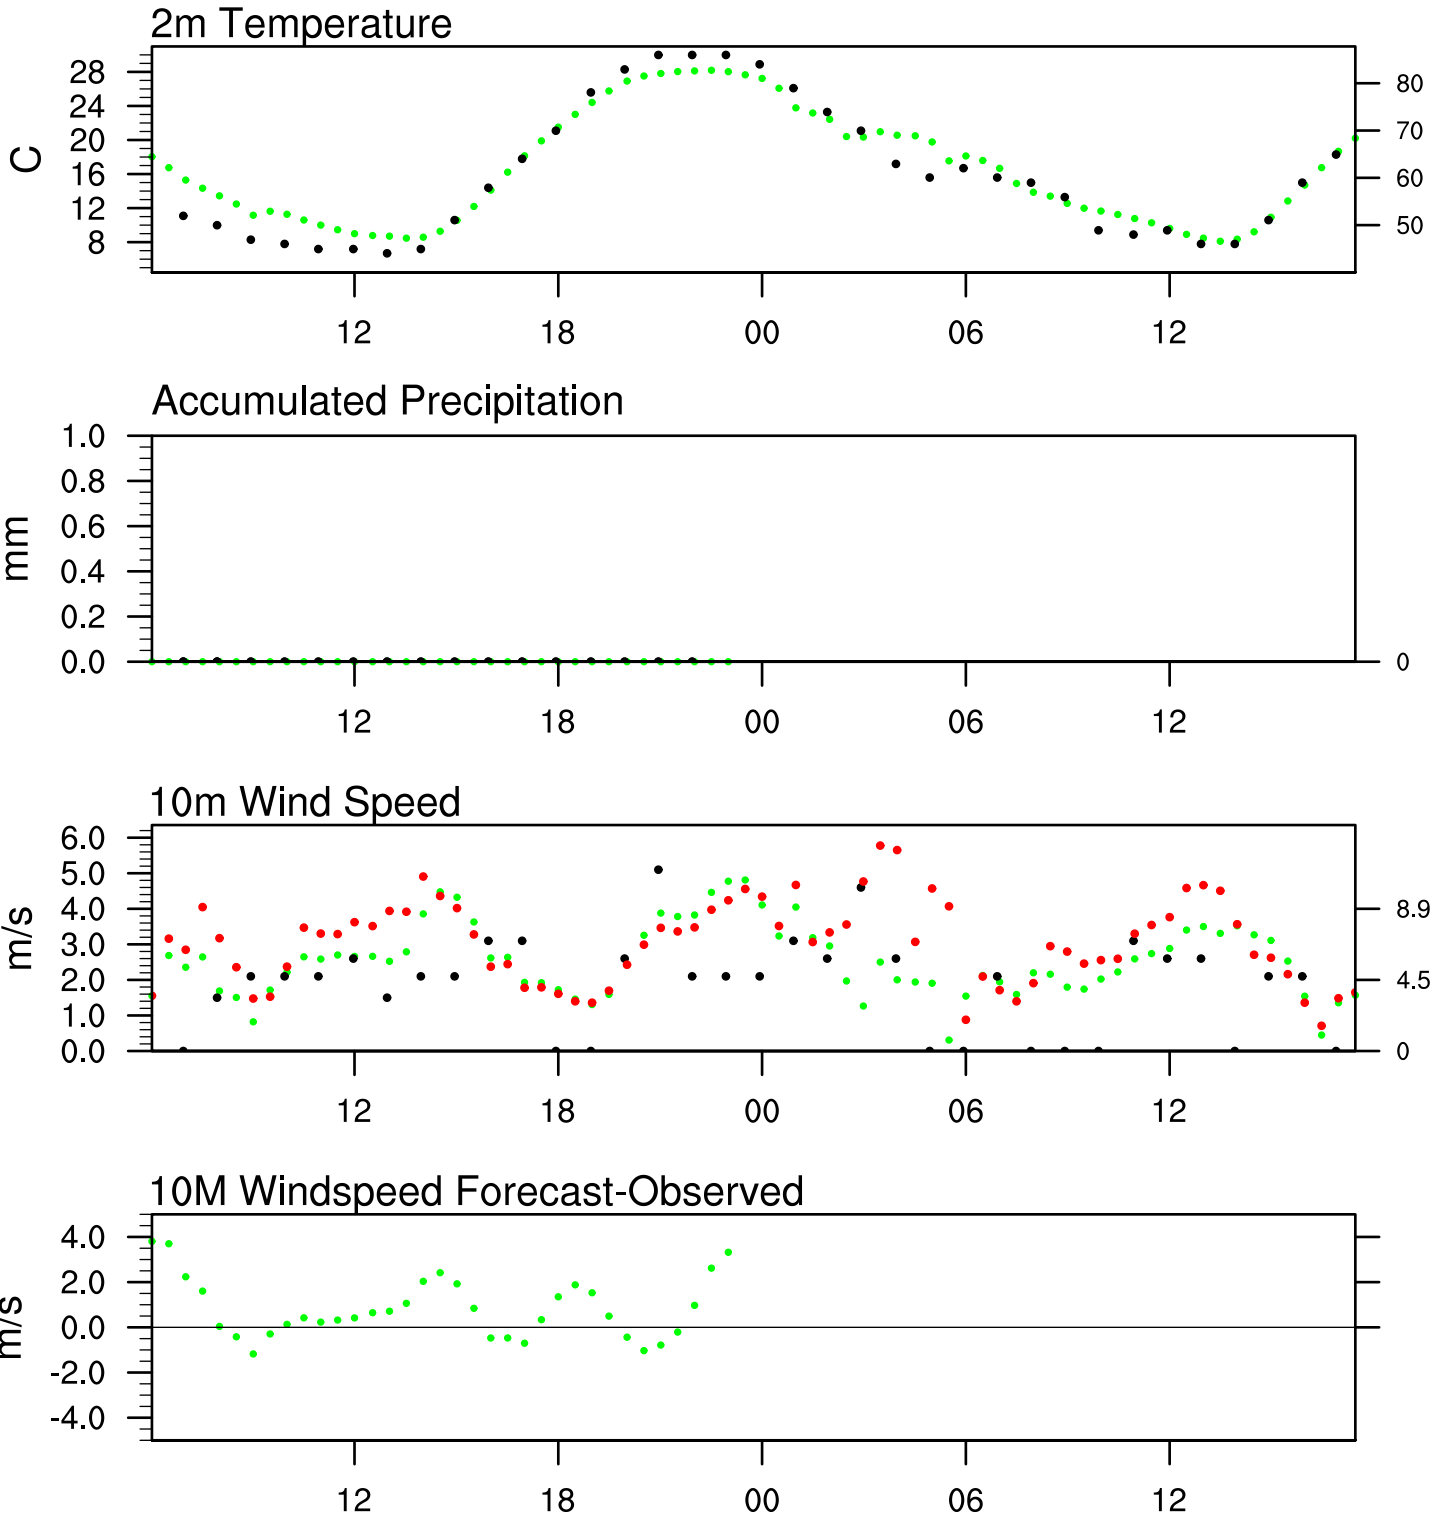 2m Temperature
28
24
20
16
12
8
C
80
70
60
50
12 18 00 06 12
Accumulated Precipitation
1.0
0.8
0.6
0.4
0.2
0.0
mm
0
12 18 00 06 12
10m Wind Speed
6.0
5.0
4.0
3.0
2.0
1.0
0.0
m/s
8.9
4.5
0
12 18 00 06 12
10M Windspeed Forecast-Observed
4.0
2.0
0.0
-2.0
-4.0
m/s
12 18 00 06 12